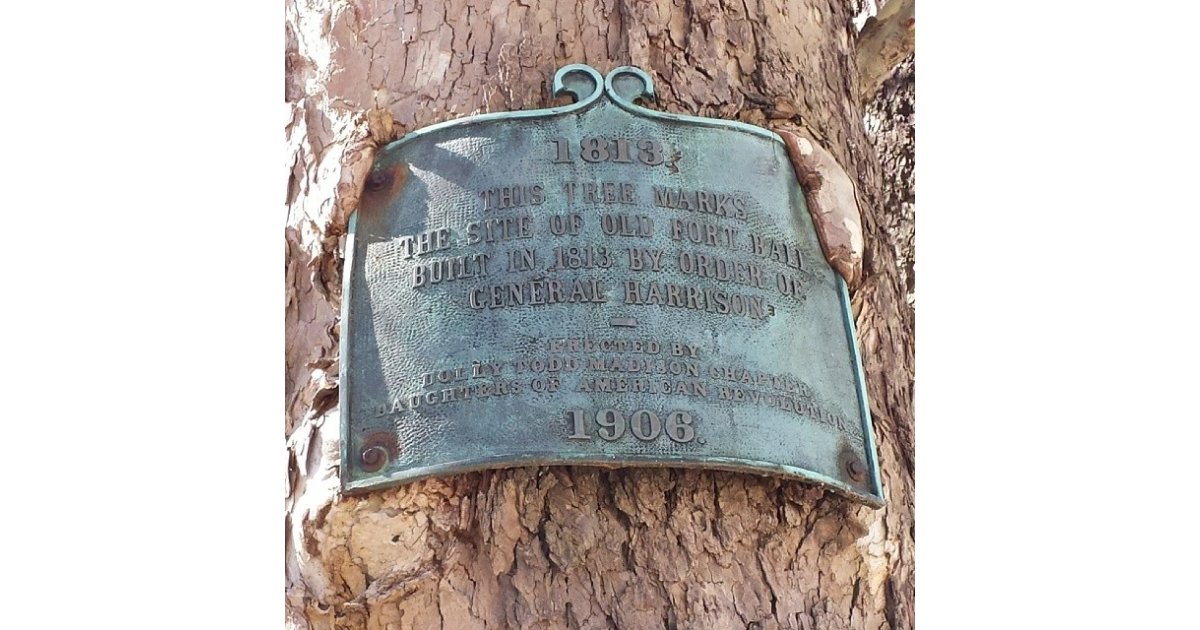 1813.
THIS TREE MARKS
THE SITE OF OLD FORT BALL
BUILT IN 1813 BY ORDER OF
GENERAL HARRISON.
—
ERECTED BY
DOLLY TODD MADISON CHAPTER
DAUGHTERS OF AMERICAN REVOLUTION
1906.